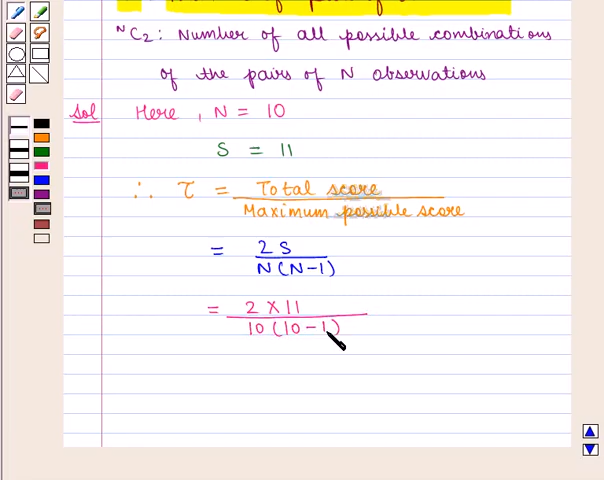 ᴺC₂: Number of all possible combinations
of the pairs of N observations
Sol Here, N = 10
S = 11
∴ τ = Total score / Maximum possible score
= 2S / N(N-1)
= 2 × 11 / 10(10-1)